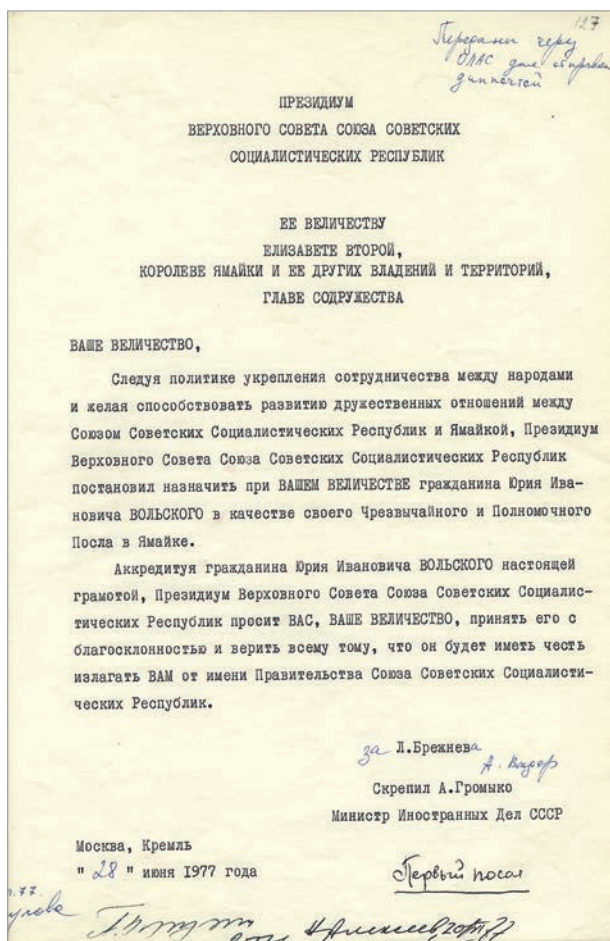 127
Переданы через
ОЛАС для отправки
диппочтой
ПРЕЗИДИУМ
ВЕРХОВНОГО СОВЕТА СОЮЗА СОВЕТСКИХ
СОЦИАЛИСТИЧЕСКИХ РЕСПУБЛИК
ЕЕ ВЕЛИЧЕСТВУ
ЕЛИЗАВЕТЕ ВТОРОЙ,
КОРОЛЕВЕ ЯМАЙКИ И ЕЕ ДРУГИХ ВЛАДЕНИЙ И ТЕРРИТОРИЙ,
ГЛАВЕ СОДРУЖЕСТВА
ВАШЕ ВЕЛИЧЕСТВО,
Следуя политике укрепления сотрудничества между народами
и желая способствовать развитию дружественных отношений между
Союзом Советских Социалистических Республик и Ямайкой, Президиум
Верховного Совета Союза Советских Социалистических Республик
постановил назначить при ВАШЕМ ВЕЛИЧЕСТВЕ гражданина Юрия Ива-
новича ВОЛЬСКОГО в качестве своего Чрезвычайного и Полномочного
Посла в Ямайке.
Аккредитуя гражданина Юрия Ивановича ВОЛЬСКОГО настоящей
грамотой, Президиум Верховного Совета Союза Советских Социалис-
тических Республик просит ВАС, ВАШЕ ВЕЛИЧЕСТВО, принять его с
благосклонностью и верить всему тому, что он будет иметь честь
излагать ВАМ от имени Правительства Союза Советских Социалисти-
ческих Республик.
за Л.Брежнева
А. Вадер
Скрепил А.Громыко
Министр Иностранных Дел СССР
Москва, Кремль
" 28 " июня 1977 года
Первый посол